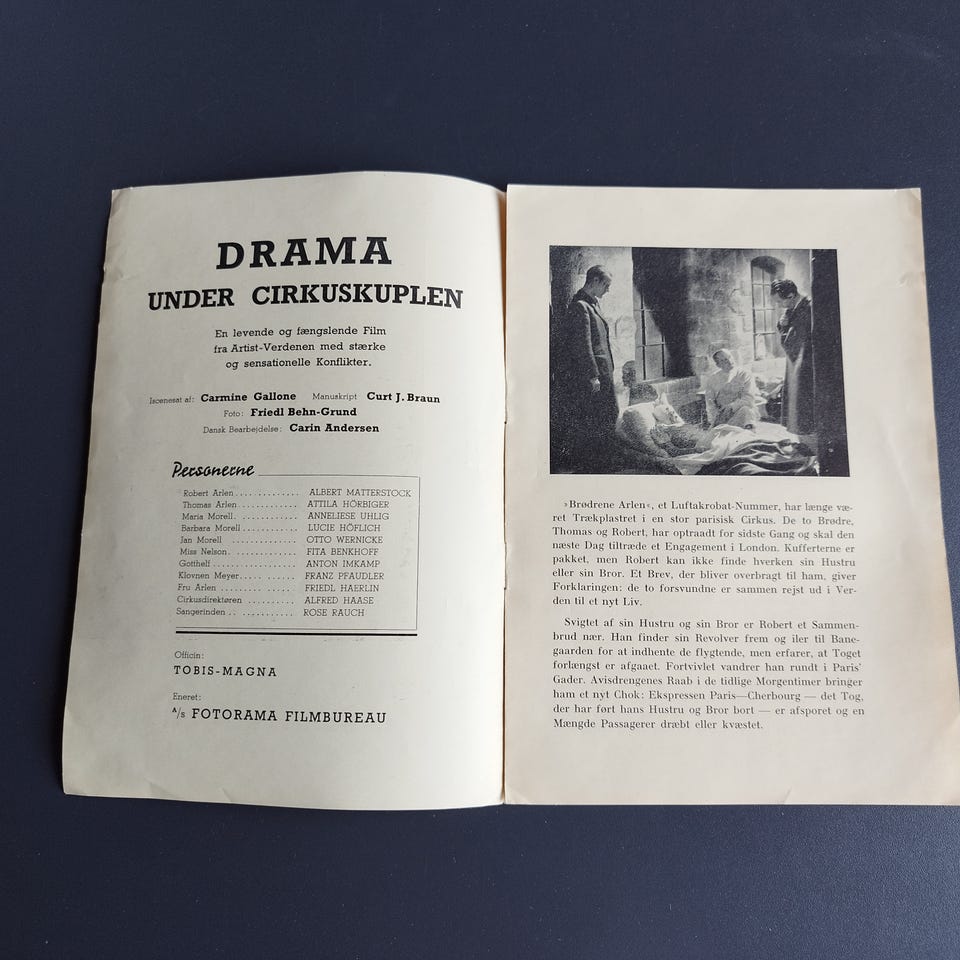 DRAMA
UNDER CIRKUSKUPLEN
En levende og fængslende Film
fra Artist-Verdenen med stærke
og sensationelle Konflikter.
Iscenesat af: Carmine Gallone Manuskript Curt J. Braun
Foto: Friedl Behn-Grund
Dansk Bearbejdelse: Carin Andersen
Personerne
Robert Arlen ............. ALBERT MATTERSTOCK
Thomas Arlen ............. ATTILA HÖRBIGER
Maria Morell. ............ ANNELIESE UHLIG
Barbara Morell ........... LUCIE HÖFLICH
Jan Morell ............. OTTO WERNICKE
Miss Nelson. ............. FITA BENKHOFF
Gotthelf ................. ANTON IMKAMP
Klovnen Meyer..... ....... FRANZ PFAUDLER
Fru Arlen ......... ..... FRIEDL HAERLIN
Cirkusdirektøren ......... ALFRED HAASE
Sangerinden .. ........... ROSE RAUCH
Officin:
TOBIS-MAGNA
Eneret:
A/s FOTORAMA FILMBUREAU
»Brødrene Arlen«, et Luftakrobat-Nummer, har længe væ-
ret Trækplastret i en stor parisisk Cirkus. De to Brødre,
Thomas og Robert, har optraadt for sidste Gang og skal den
næste Dag tiltræde et Engagement i London. Kufferterne er
pakket, men Robert kan ikke finde hverken sin Hustru
eller sin Bror. Et Brev, der bliver overbragt til ham, giver
Forklaringen: de to forsvundne er sammen rejst ud i Ver-
den til et nyt Liv.
Svigtet af sin Hustru og sin Bror er Robert et Sammen-
brud nær. Han finder sin Revolver frem og iler til Bane-
gaarden for at indhente de flygtende, men erfarer, at Toget
forlængst er afgaaet. Fortvivlet vandrer han rundt i Paris'
Gader. Avisdrengenes Raab i de tidlige Morgentimer bringer
ham et nyt Chok: Ekspressen Paris—Cherbourg — det Tog,
der har ført hans Hustru og Bror bort — er afsporet og en
Mængde Passagerer dræbt eller kvæstet.